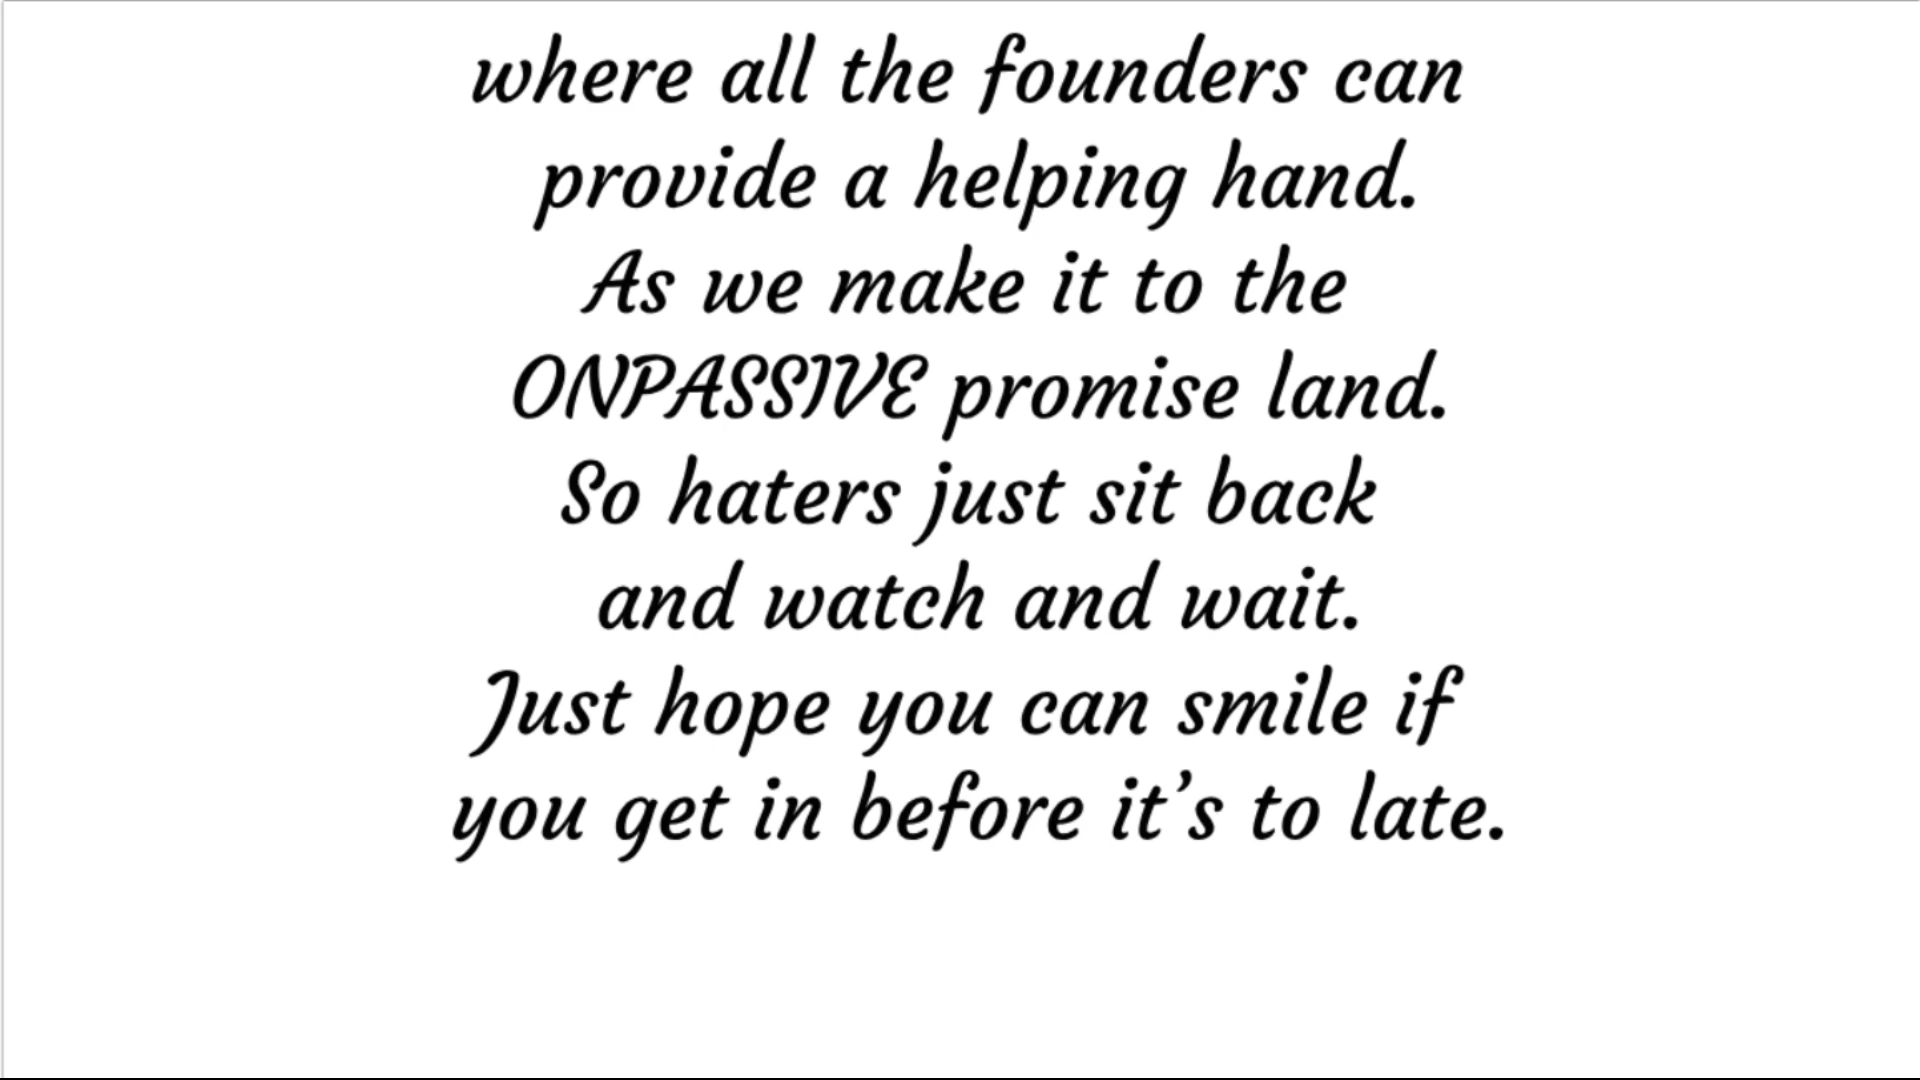 where all the founders can
provide a helping hand.
As we make it to the
ONPASSIVE promise land.
So haters just sit back
and watch and wait.
Just hope you can smile if
you get in before it’s to late.